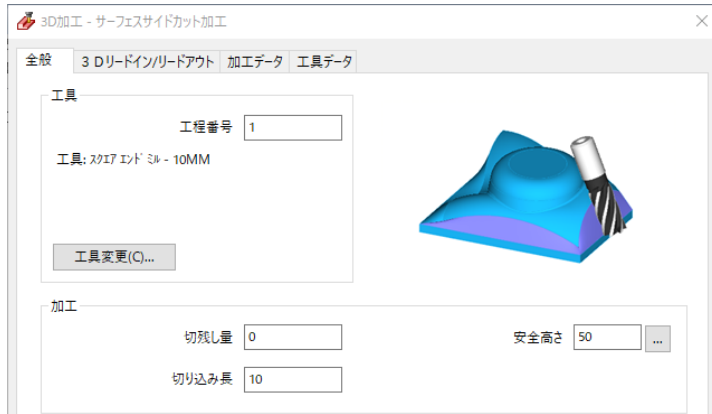 3D加工 - サーフェスサイドカット加工
全般 3 Dリードイン/リードアウト 加工データ 工具データ
工具
工程番号 1
工具: スクエア エンド ミル - 10MM
工具変更(C)...
加工
切残し量 0 安全高さ 50 ...
切り込み長 10